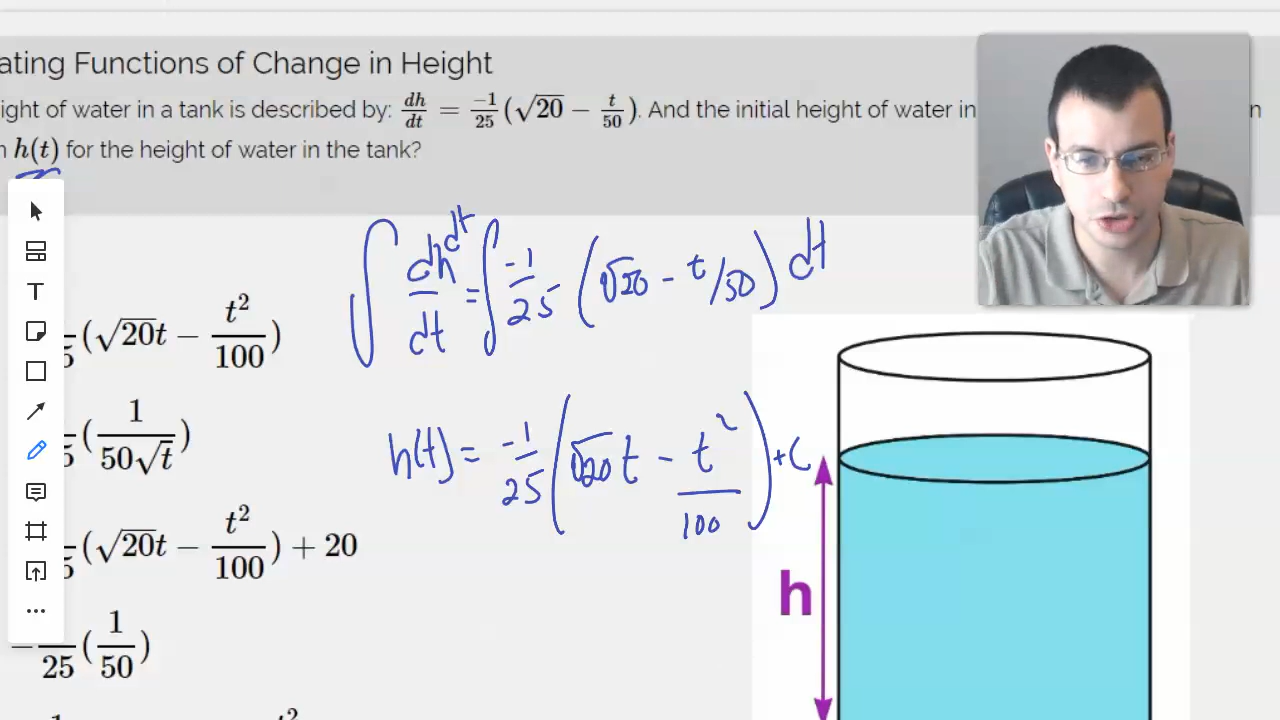 ating Functions of Change in Height
ight of water in a tank is described by: dh/dt = -1/25(√20 − t/50). And the initial height of water in n
n h(t) for the height of water in the tank?
T
5(√20t − t²/100)
5(1/50√t)
5(√20t − t²/100) + 20
−/25(1/50)
1 t²
∫ dh/dt dt = ∫ -1/25 (√20 - t/50) dt
h(t) = -1/25 (√20 t - t²/100) + C
h